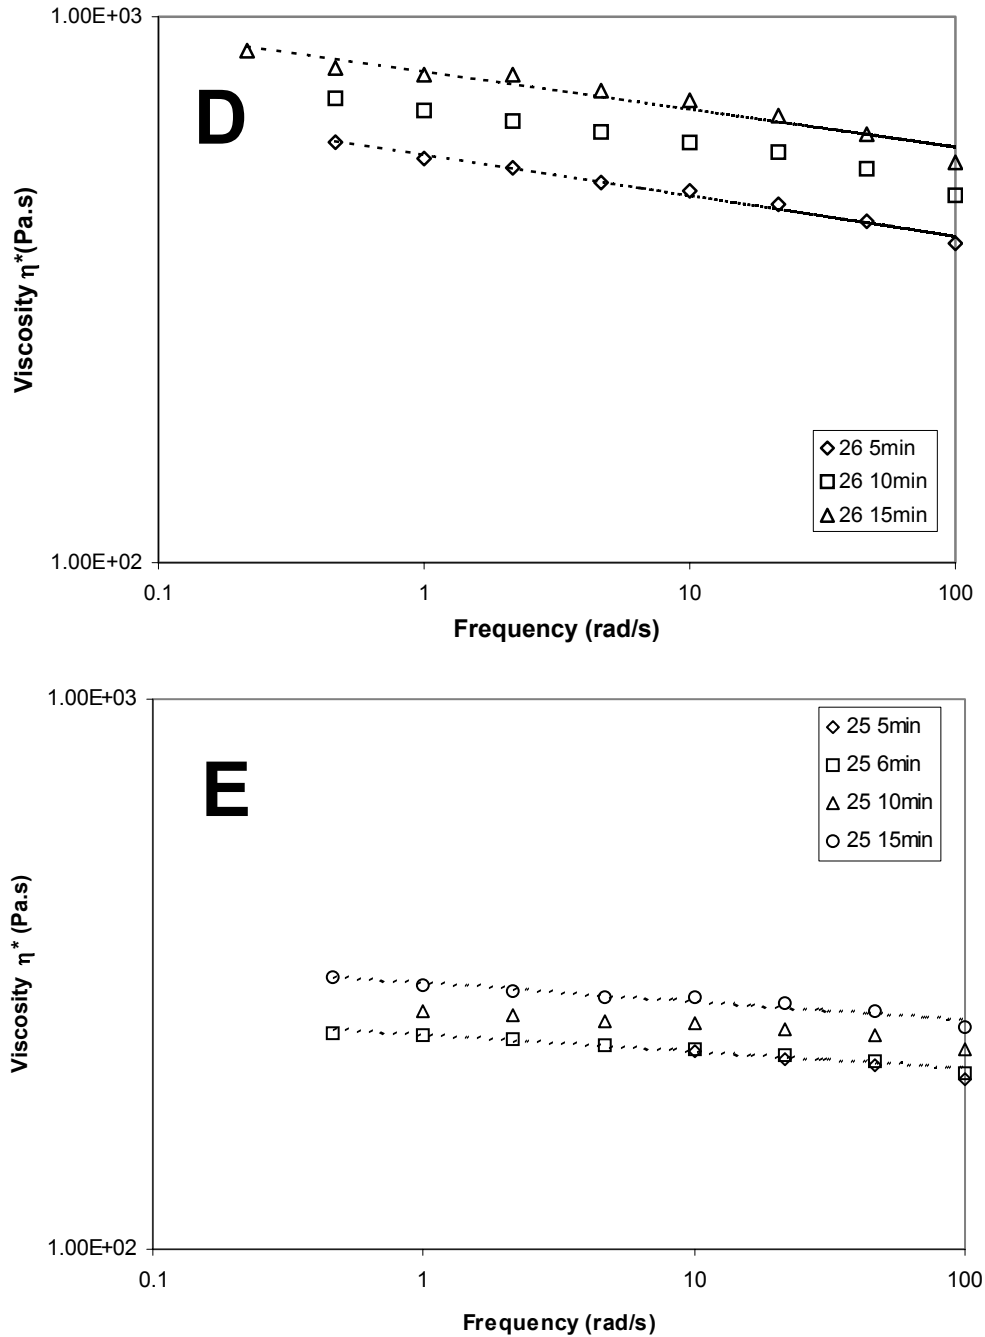 1.00E+03
D
Viscosity η*(Pa.s)
26 5min
26 10min
26 15min
1.00E+02
0.1 1 10 100
Frequency (rad/s)
1.00E+03
25 5min
E
25 6min
25 10min
25 15min
Viscosity η* (Pa.s)
1.00E+02
0.1 1 10 100
Frequency (rad/s)